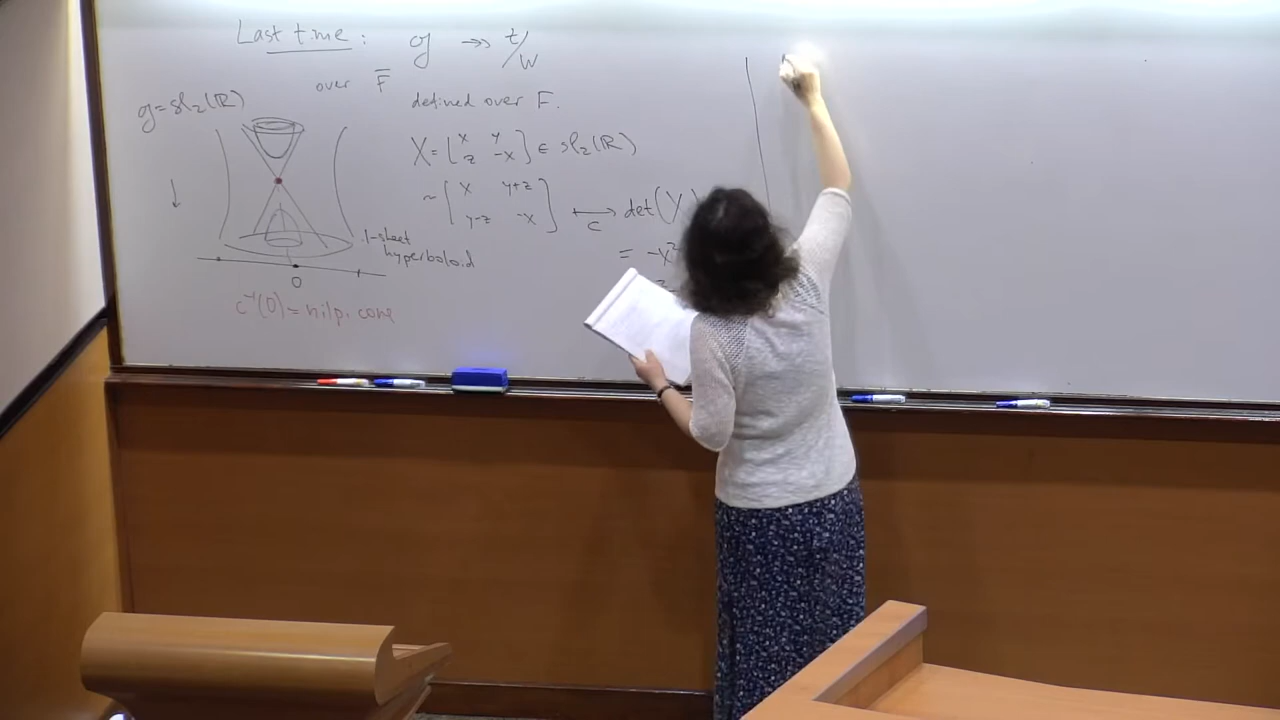 Last time: 𝔤 ↠ t/W
over F̄
defined over F.
𝔤=sl₂(ℝ)
X=[x y z -x] ∈ sl₂(ℝ)
~[x y+z y-z -x] ⟷ det(Y
c
= -x²
1-sheet
hyperboloid
0
c⁻¹(0)=nilp. cone